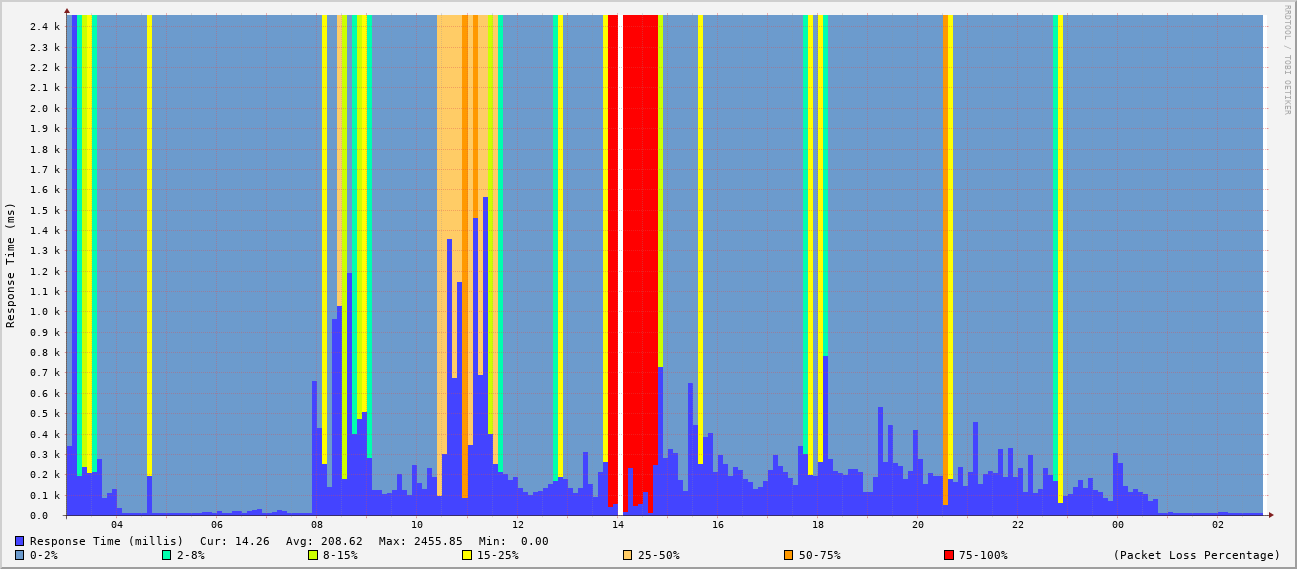 RRDTOOL / TOBI OETIKER
Response Time (ms)
2.4 k
2.3 k
2.2 k
2.1 k
2.0 k
1.9 k
1.8 k
1.7 k
1.6 k
1.5 k
1.4 k
1.3 k
1.2 k
1.1 k
1.0 k
0.9 k
0.8 k
0.7 k
0.6 k
0.5 k
0.4 k
0.3 k
0.2 k
0.1 k
0.0
04 06 08 10 12 14 16 18 20 22 00 02
Response Time (millis) Cur: 14.26 Avg: 208.62 Max: 2455.85 Min: 0.00
0-2% 2-8% 8-15% 15-25% 25-50% 50-75% 75-100% (Packet Loss Percentage)